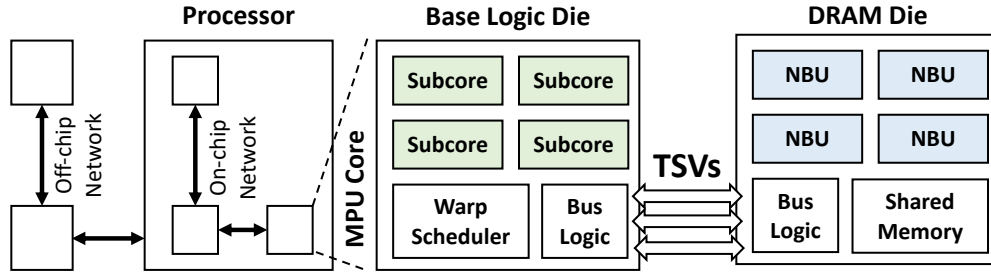 Processor
Base Logic Die
DRAM Die
Off-chip
Network
On-chip
Network
MPU Core
Subcore
Subcore
Subcore
Subcore
Warp
Scheduler
Bus
Logic
TSVs
NBU
NBU
NBU
NBU
Bus
Logic
Shared
Memory